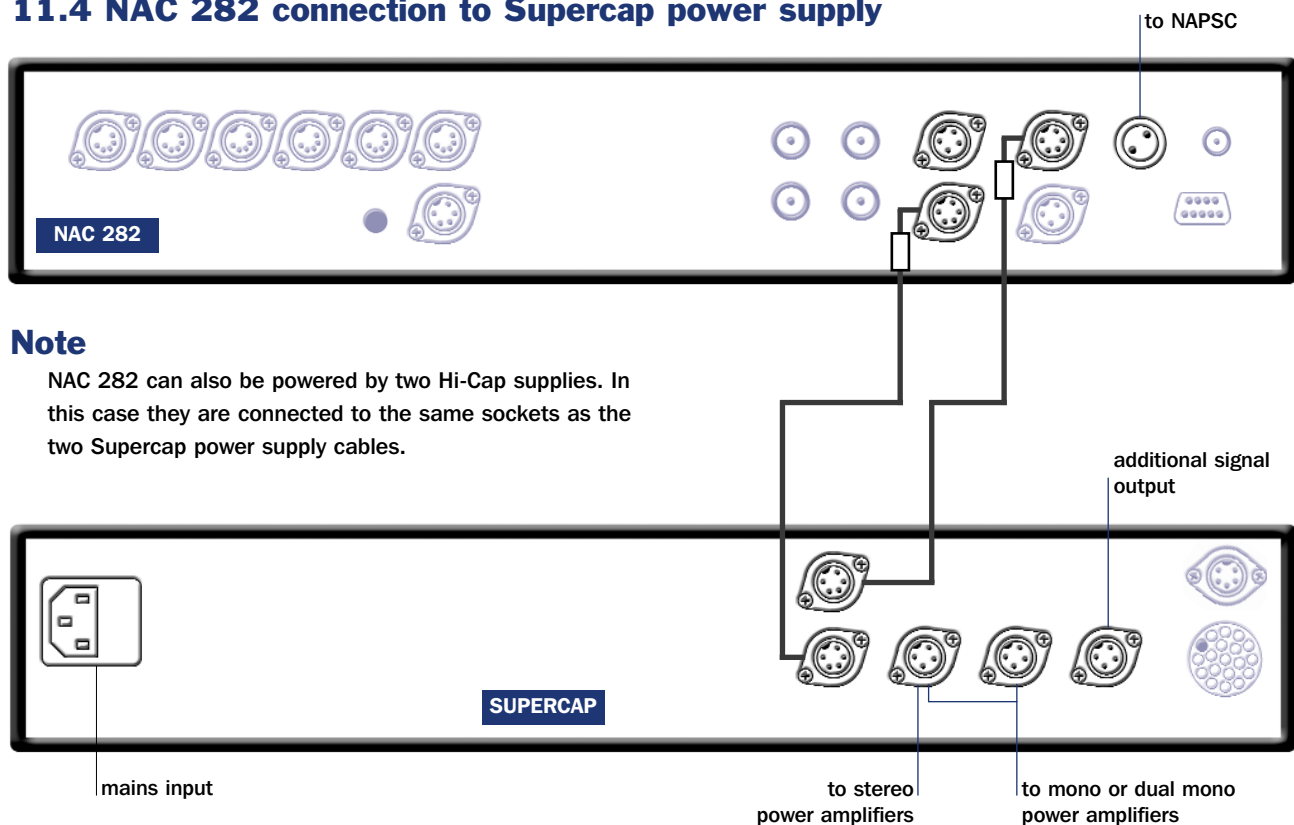 11.4 NAC 282 connection to Supercap power supply
to NAPSC
NAC 282
Note
NAC 282 can also be powered by two Hi-Cap supplies. In
this case they are connected to the same sockets as the
two Supercap power supply cables.
additional signal
output
SUPERCAP
mains input
to stereo
power amplifiers
to mono or dual mono
power amplifiers